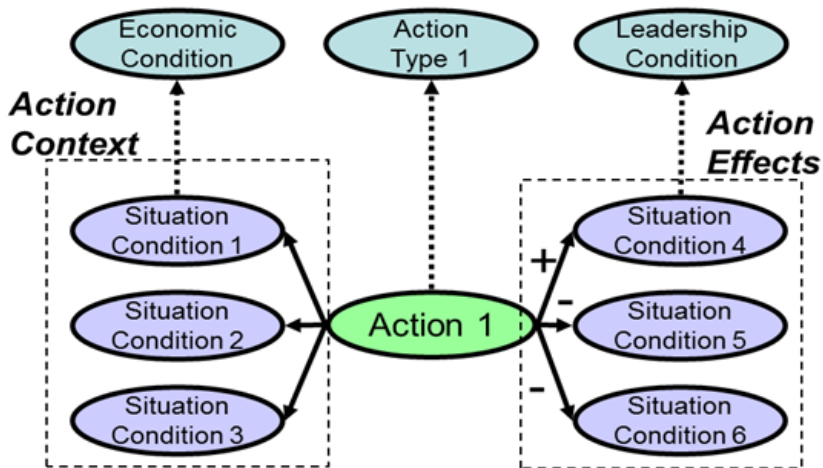 Economic
Condition
Action
Type 1
Leadership
Condition
Action
Context
Action
Effects
Situation
Condition 1
Situation
Condition 4
+
-
Situation
Condition 2
Action 1
Situation
Condition 5
-
Situation
Condition 3
Situation
Condition 6